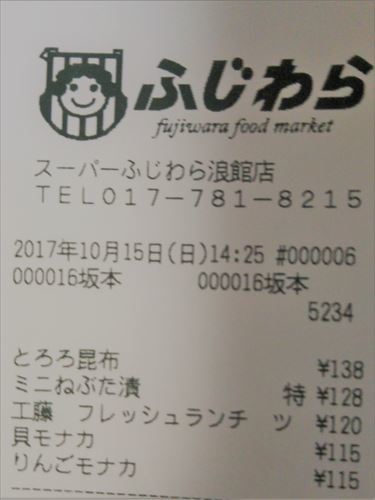 ふじわら
fujiwara food market
スーパーふじわら浪館店
TEL017-781-8215
2017年10月15日(日)14:25 #000006
000016坂本 000016坂本
5234
とろろ昆布 ¥138
ミニねぶた漬 特 ¥128
工藤 フレッシュランチ ツ ¥120
貝モナカ ¥115
りんごモナカ ¥115